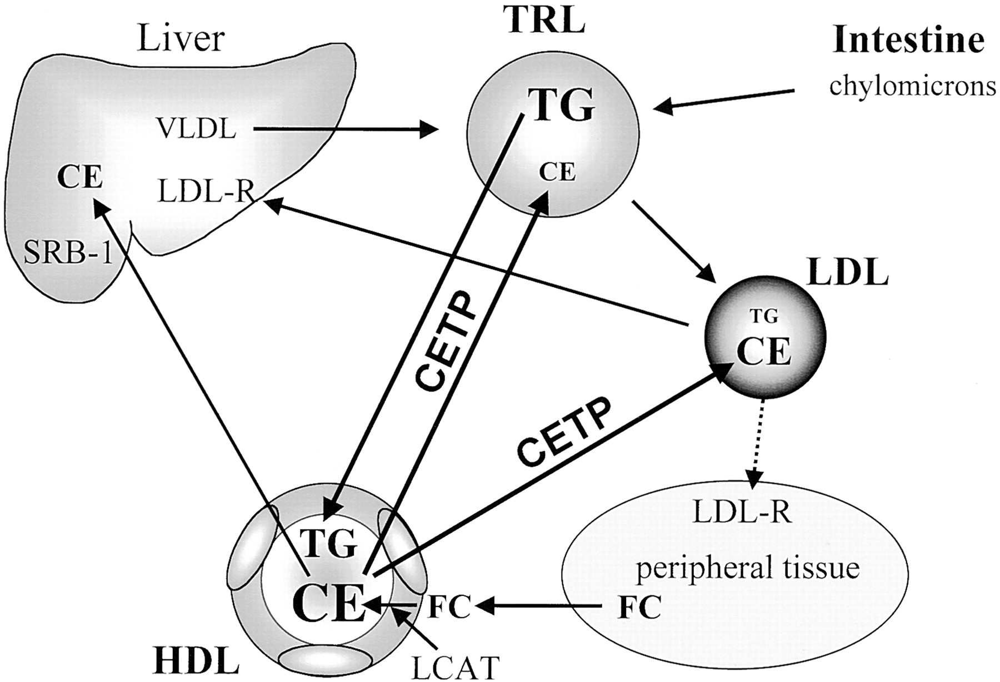 TRL
Liver
Intestine
chylomicrons
TG
VLDL
CE
CE
LDL-R
SRB-1
LDL
TG
CE
CETP
CETP
LDL-R
peripheral tissue
FC
FC
TG
CE
HDL
LCAT